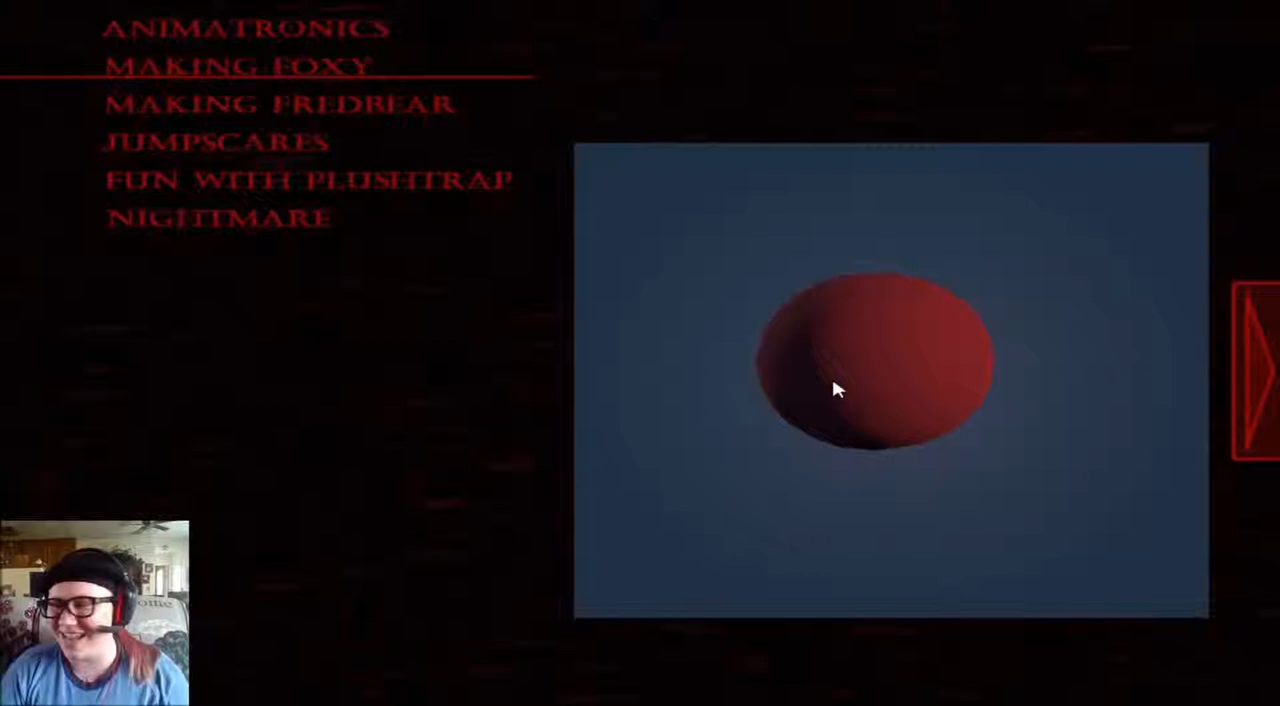 ANIMATRONICS
MAKING FOXY
MAKING FREDBEAR
JUMPSCARES
FUN WITH PLUSHTRAP
NIGHTMARE